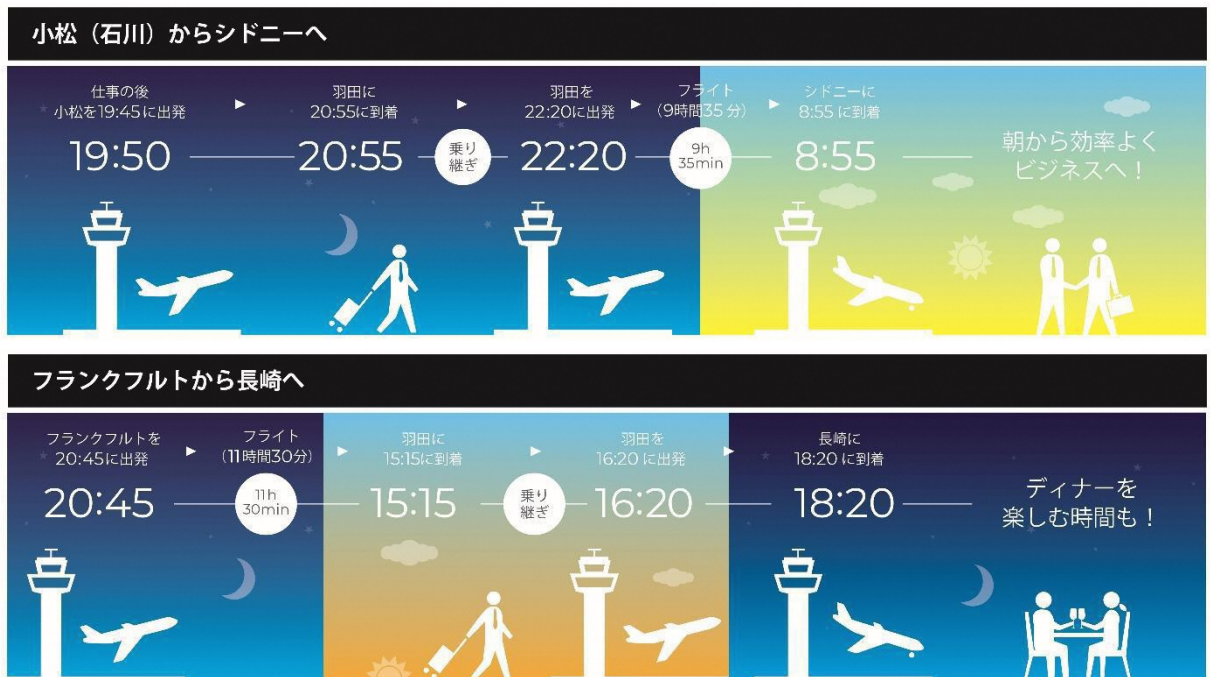 小松（石川）からシドニーへ
仕事の後
小松を19:45に出発
羽田に
20:55に到着
羽田を
22:20に出発
フライト
（9時間35 分）
シドニーに
8:55 に到着
19:50
20:55
乗り
継ぎ
22:20
9h
35min
8:55
朝から効率よく
ビジネスへ！
フランクフルトから長崎へ
フランクフルトを
20:45に出発
フライト
（11時間30分）
羽田に
15:15に到着
羽田を
16:20 に出発
長崎に
18:20 に到着
20:45
11h
30min
15:15
乗り
継ぎ
16:20
18:20
ディナーを
楽しむ時間も！